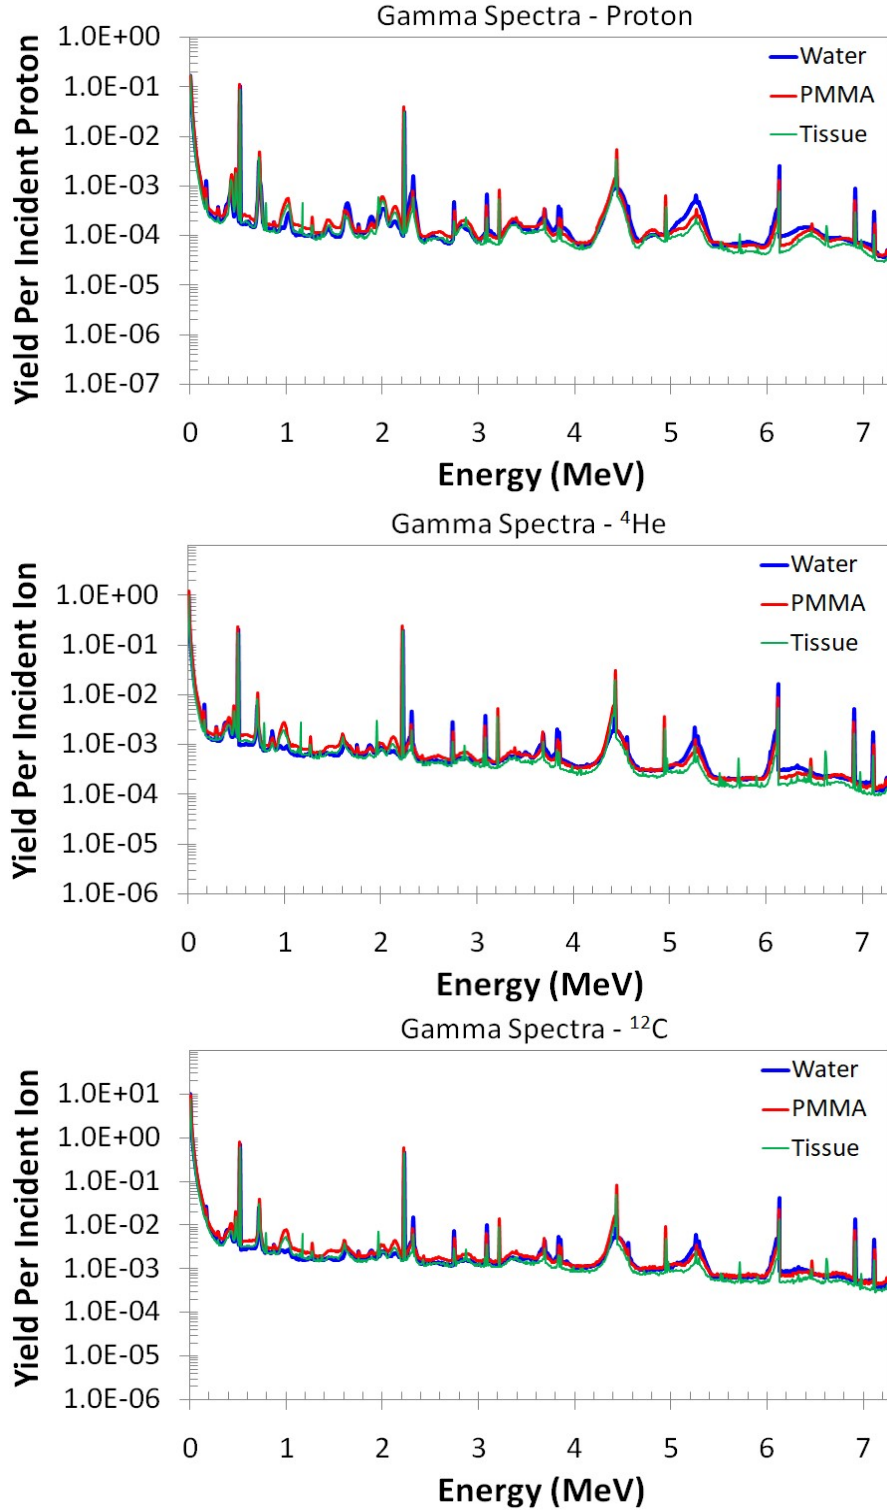 Gamma Spectra - Proton
Yield Per Incident Proton
1.0E+00
1.0E-01
1.0E-02
1.0E-03
1.0E-04
1.0E-05
1.0E-06
1.0E-07
Water
PMMA
Tissue
0 1 2 3 4 5 6 7
Energy (MeV)
Gamma Spectra - ⁴He
Yield Per Incident Ion
1.0E+00
1.0E-01
1.0E-02
1.0E-03
1.0E-04
1.0E-05
1.0E-06
Water
PMMA
Tissue
0 1 2 3 4 5 6 7
Energy (MeV)
Gamma Spectra - ¹²C
Yield Per Incident Ion
1.0E+01
1.0E+00
1.0E-01
1.0E-02
1.0E-03
1.0E-04
1.0E-05
1.0E-06
Water
PMMA
Tissue
0 1 2 3 4 5 6 7
Energy (MeV)